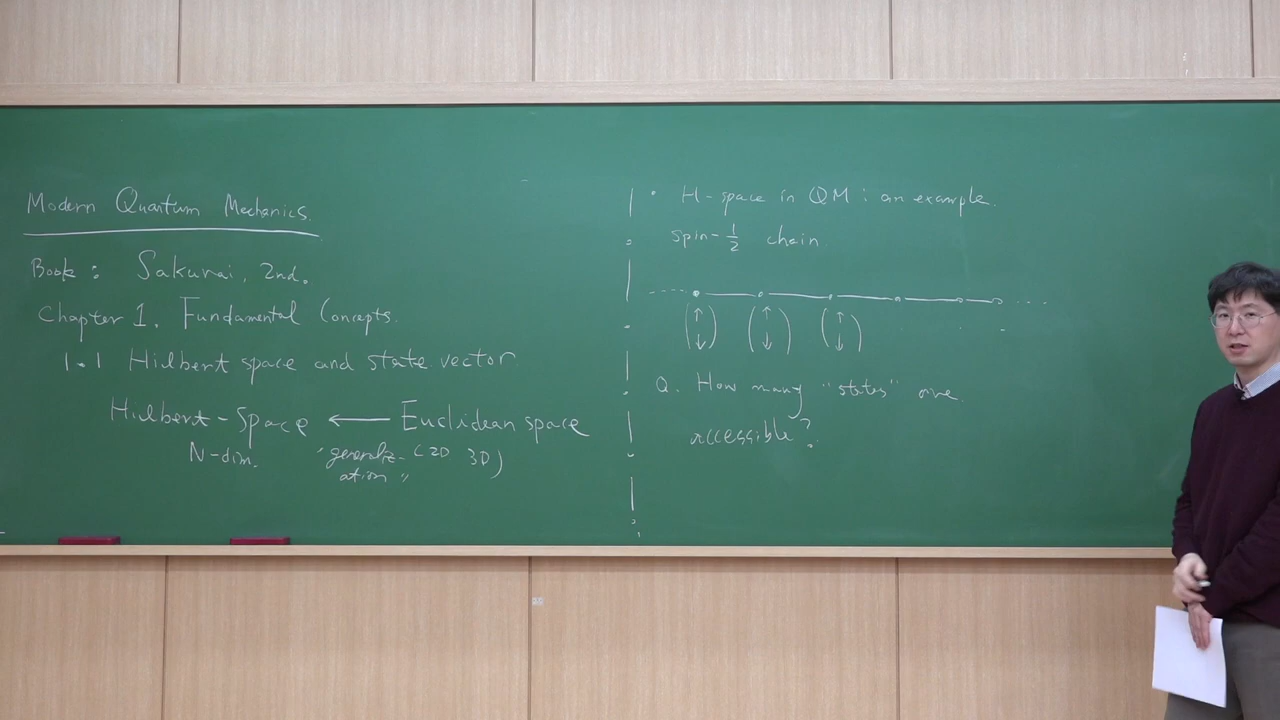 Modern Quantum Mechanics.
Book : Sakurai, 2nd.
Chapter 1. Fundamental Concepts.
1.1 Hilbert space and state vector
Hilbert-space ← Euclidean space
N-dim. "generaliz- (2D 3D)
ation"
· H-space in QM : an example.
spin-1/2 chain.
Q. How many "states" are
accessible?